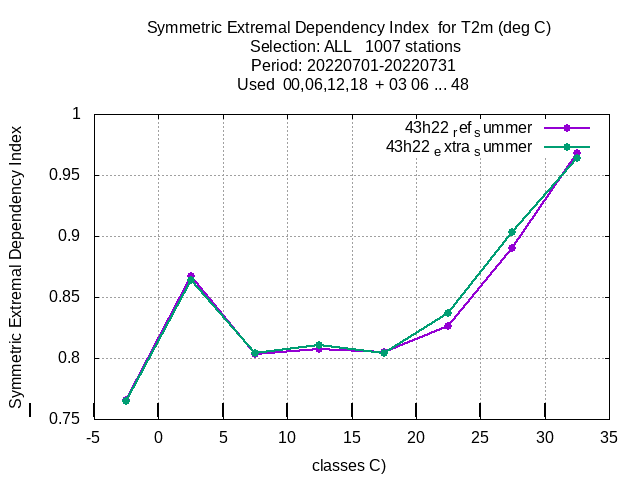 Symmetric Extremal Dependency Index for T2m (deg C)
Selection: ALL 1007 stations
Period: 20220701-20220731
Used 00,06,12,18 + 03 06 ... 48
43h22 ref summer
43h22 extra summer
Symmetric Extremal Dependency Index
1
0.95
0.9
0.85
0.8
0.75
-5 0 5 10 15 20 25 30 35
classes C)